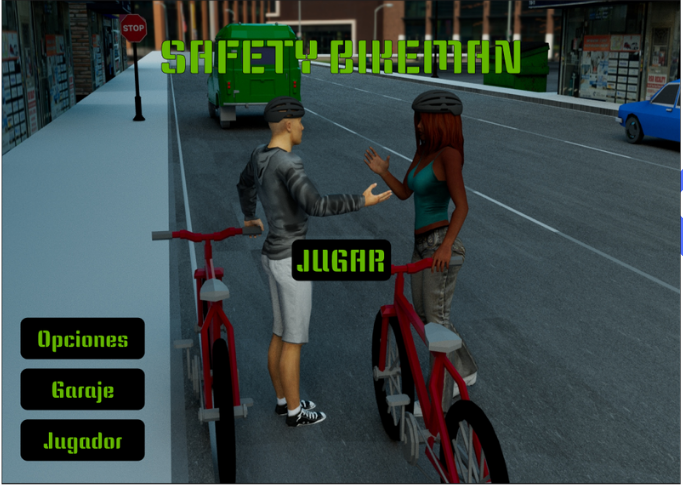 STOP
SAFETY BIKEMAN
JUGAR
Opciones
Garaje
Jugador